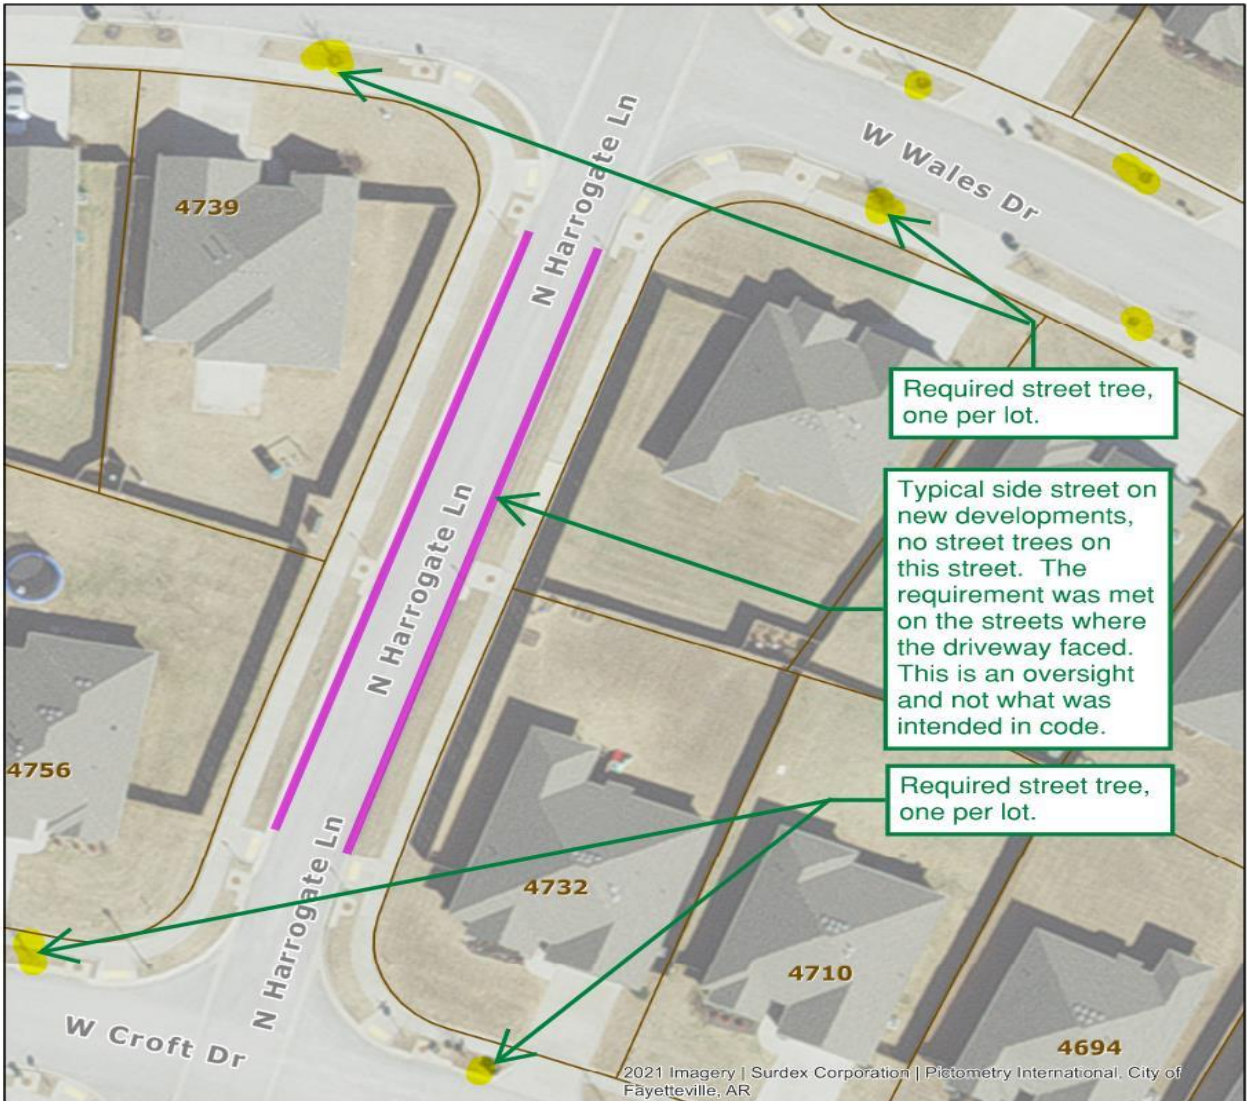 N Harrogate Ln
W Wales Dr
4739
Required street tree,
one per lot.
Typical side street on
new developments,
no street trees on
this street.  The
requirement was met
on the streets where
the driveway faced.
This is an oversight
and not what was
intended in code.
N Harrogate Ln
4756
Required street tree,
one per lot.
4732
N Harrogate Ln
4710
W Croft Dr
4694
2021 Imagery | Surdex Corporation | Pictometry International, City of
Fayetteville, AR